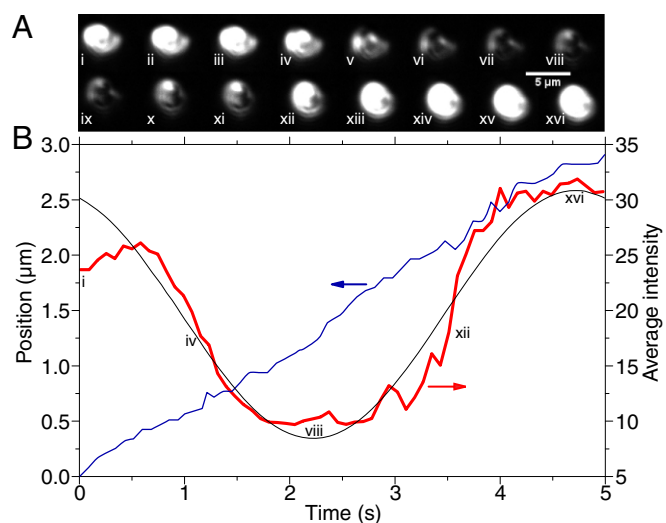 A
i ii iii iv v vi vii viii
5 µm
ix x xi xii xiii xiv xv xvi
B
3.0 35
2.5 30
2.0 25
1.5 20
1.0 15
0.5 10
0.0 5
Position (µm)
Average intensity
i
iv
viii
xii
xvi
0 1 2 3 4 5
Time (s)